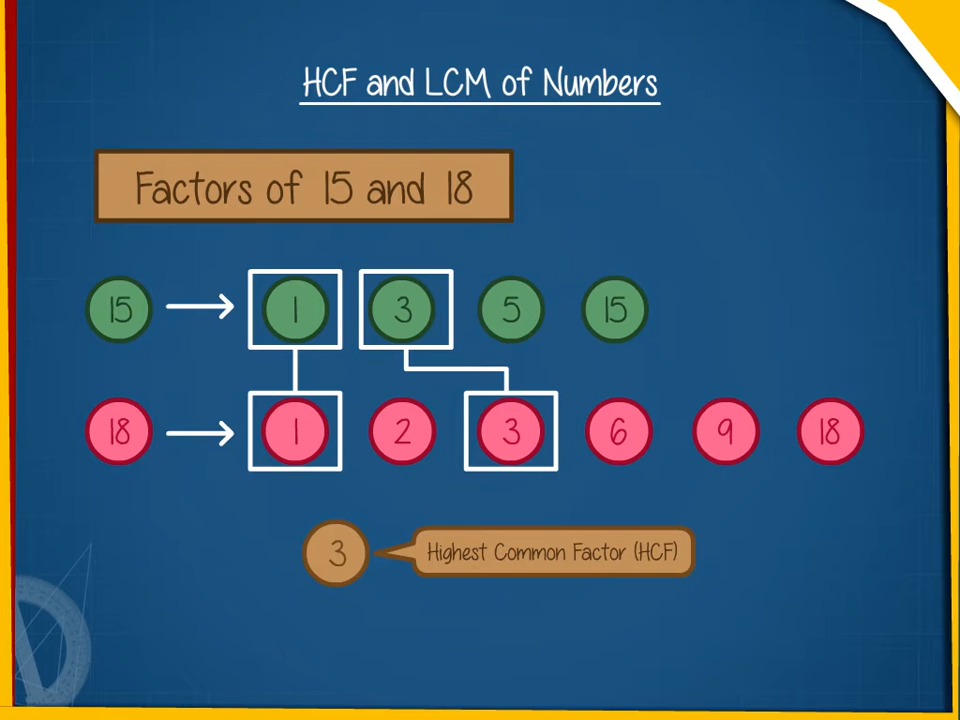 HCF and LCM of Numbers
Factors of 15 and 18
15 1 3 5 15
18 1 2 3 6 9 18
3 Highest Common Factor (HCF)